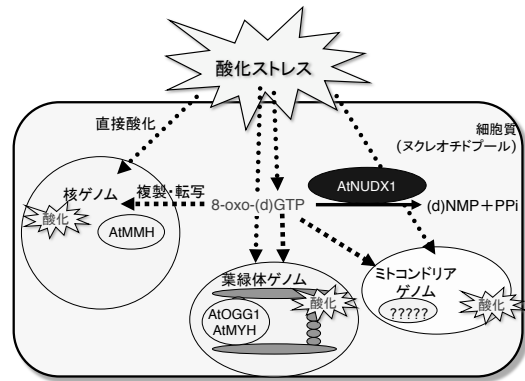 酸化ストレス
直接酸化
細胞質
(ヌクレオチドプール)
核ゲノム
複製・転写
酸化
AtMMH
8-oxo-(d)GTP
AtNUDX1
(d)NMP+PPi
葉緑体ゲノム
酸化
AtOGG1
AtMYH
ミトコンドリア
ゲノム
?????
酸化